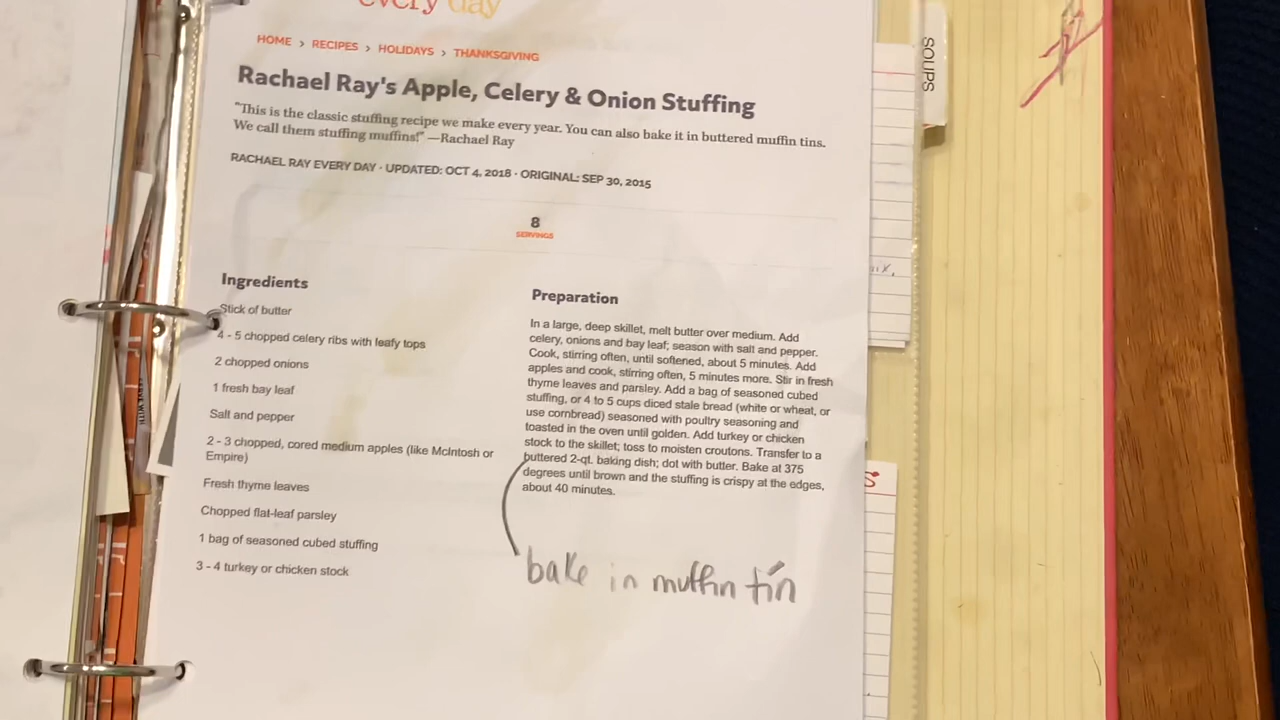 every day
HOME > RECIPES > HOLIDAYS > THANKSGIVING
Rachael Ray's Apple, Celery & Onion Stuffing
"This is the classic stuffing recipe we make every year. You can also bake it in buttered muffin tins.
We call them stuffing muffins!" —Rachael Ray
RACHAEL RAY EVERY DAY · UPDATED: OCT 4, 2018 · ORIGINAL: SEP 30, 2015
8
SERVINGS
Ingredients
Stick of butter
4 - 5 chopped celery ribs with leafy tops
2 chopped onions
1 fresh bay leaf
Salt and pepper
2 - 3 chopped, cored medium apples (like McIntosh or
Empire)
Fresh thyme leaves
Chopped flat-leaf parsley
1 bag of seasoned cubed stuffing
3 - 4 turkey or chicken stock
Preparation
In a large, deep skillet, melt butter over medium. Add
celery, onions and bay leaf; season with salt and pepper.
Cook, stirring often, until softened, about 5 minutes. Add
apples and cook, stirring often, 5 minutes more. Stir in fresh
thyme leaves and parsley. Add a bag of seasoned cubed
stuffing, or 4 to 5 cups diced stale bread (white or wheat, or
use cornbread) seasoned with poultry seasoning and
toasted in the oven until golden. Add turkey or chicken
stock to the skillet; toss to moisten croutons. Transfer to a
buttered 2-qt. baking dish; dot with butter. Bake at 375
degrees until brown and the stuffing is crispy at the edges,
about 40 minutes.
bake in muffin tin
SOUPS